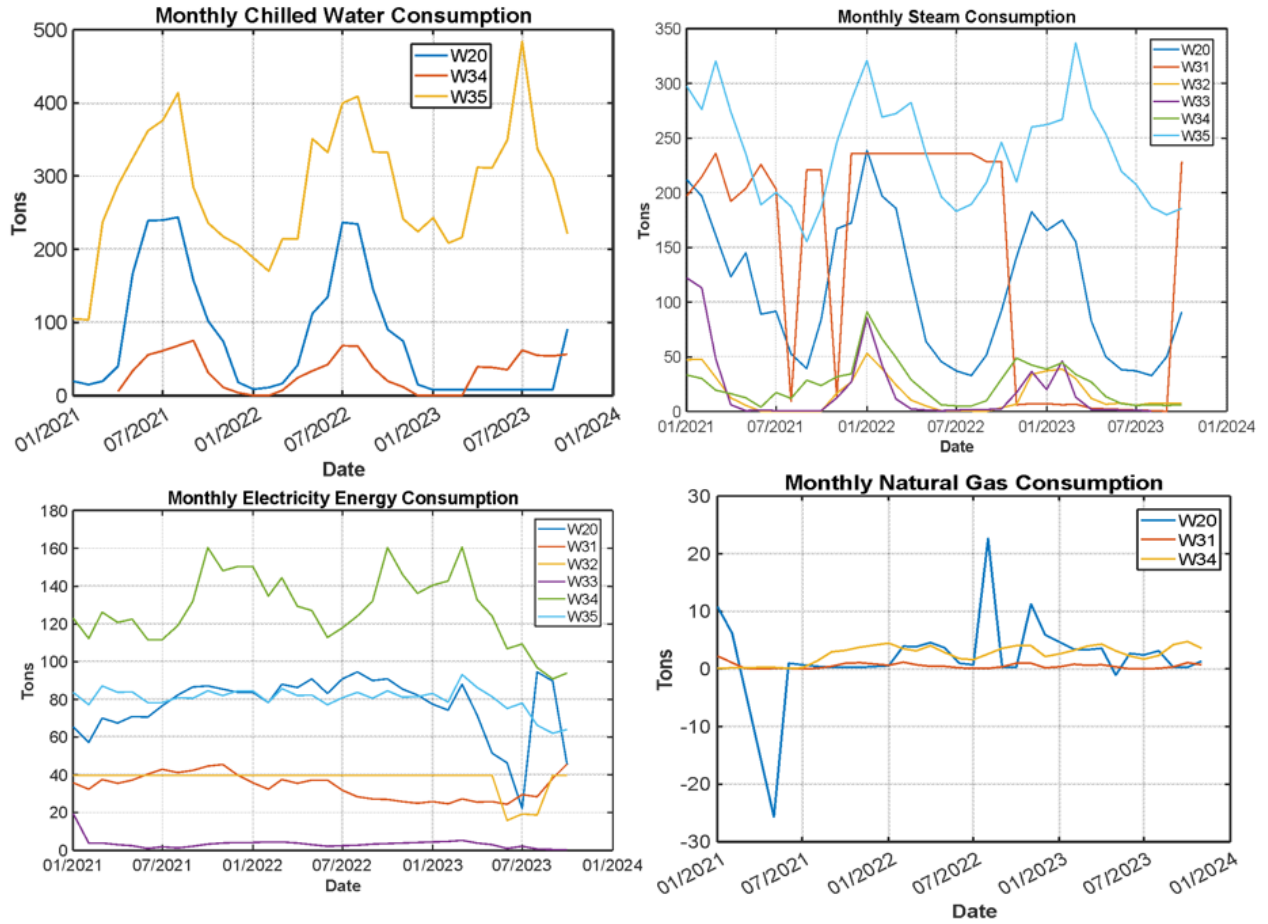 Monthly Chilled Water Consumption
500
400
300
200
100
0
Tons
W20
W34
W35
01/2021
07/2021
01/2022
07/2022
01/2023
07/2023
01/2024
Date
Monthly Steam Consumption
350
300
250
200
150
100
50
0
Tons
W20
W31
W32
W33
W34
W35
01/2021
07/2021
01/2022
07/2022
01/2023
07/2023
01/2024
Date
Monthly Electricity Energy Consumption
180
160
140
120
100
80
60
40
20
0
Tons
W20
W31
W32
W33
W34
W35
01/2021
07/2021
01/2022
07/2022
01/2023
07/2023
01/2024
Date
Monthly Natural Gas Consumption
30
20
10
0
-10
-20
-30
Tons
W20
W31
W34
01/2021
07/2021
01/2022
07/2022
01/2023
07/2023
01/2024
Date